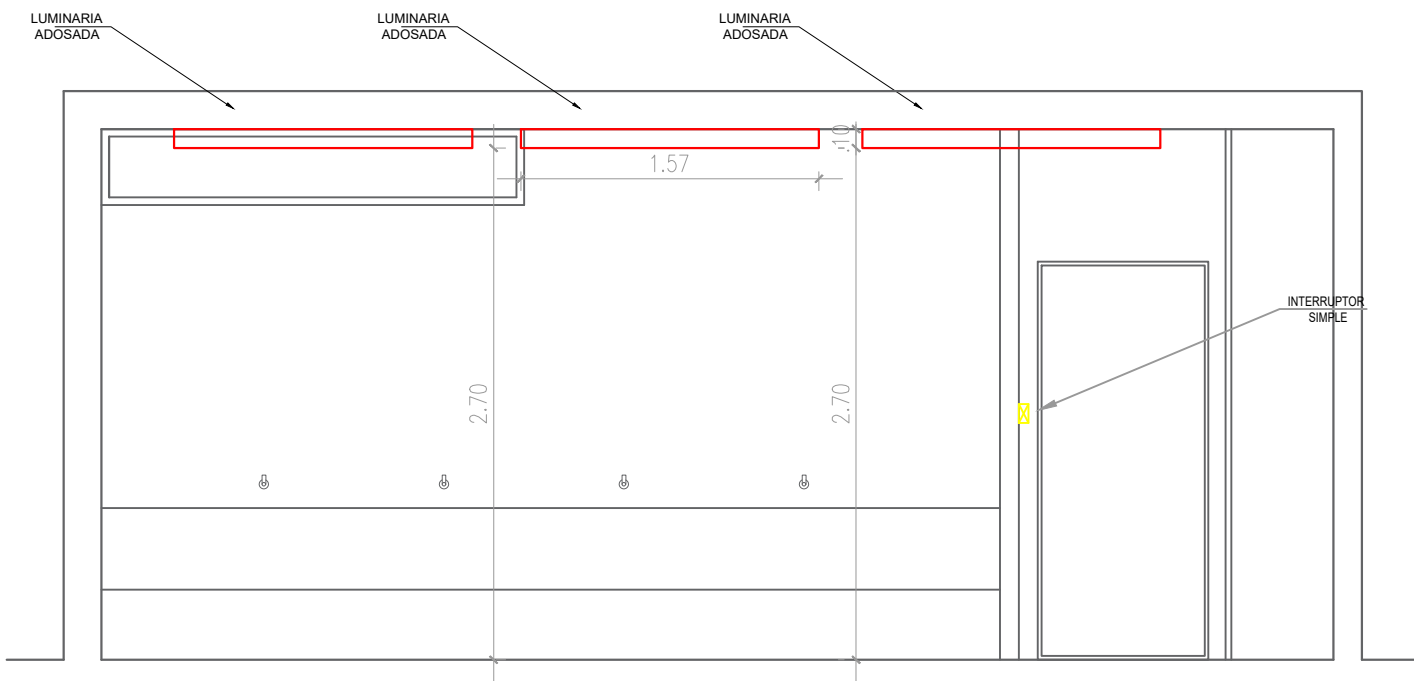 LUMINARIA
ADOSADA
LUMINARIA
ADOSADA
LUMINARIA
ADOSADA
.10
1.57
INTERRUPTOR
SIMPLE
2.70
2.70